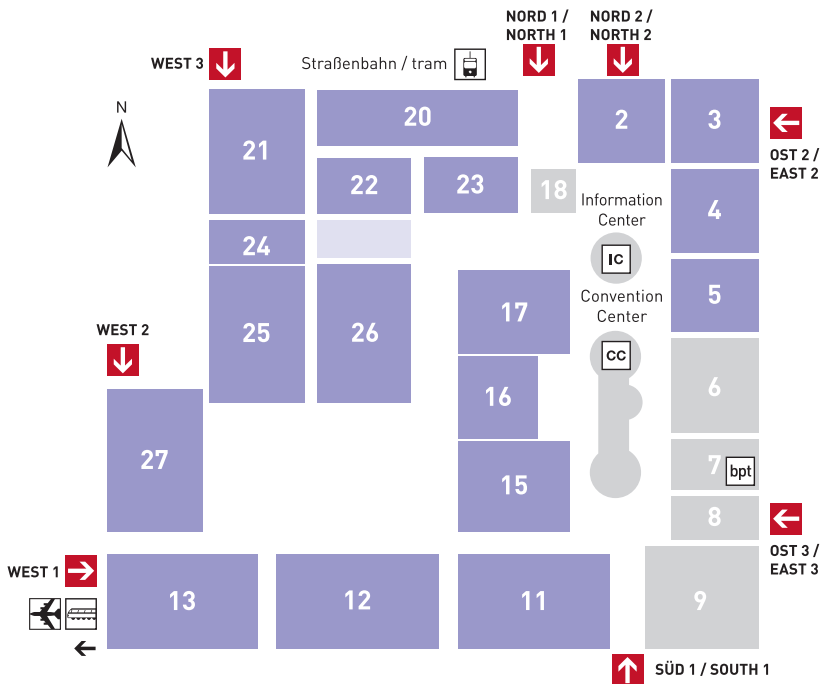 NORD 1 /
NORTH 1
NORD 2 /
NORTH 2
WEST 3
Straßenbahn / tram
N
20
2
3
21
OST 2 /
EAST 2
22
23
18
Information
Center
4
24
IC
Convention
Center
5
17
25
26
WEST 2
CC
6
16
27
15
7
bpt
8
OST 3 /
EAST 3
WEST 1
13
12
11
9
SÜD 1 / SOUTH 1